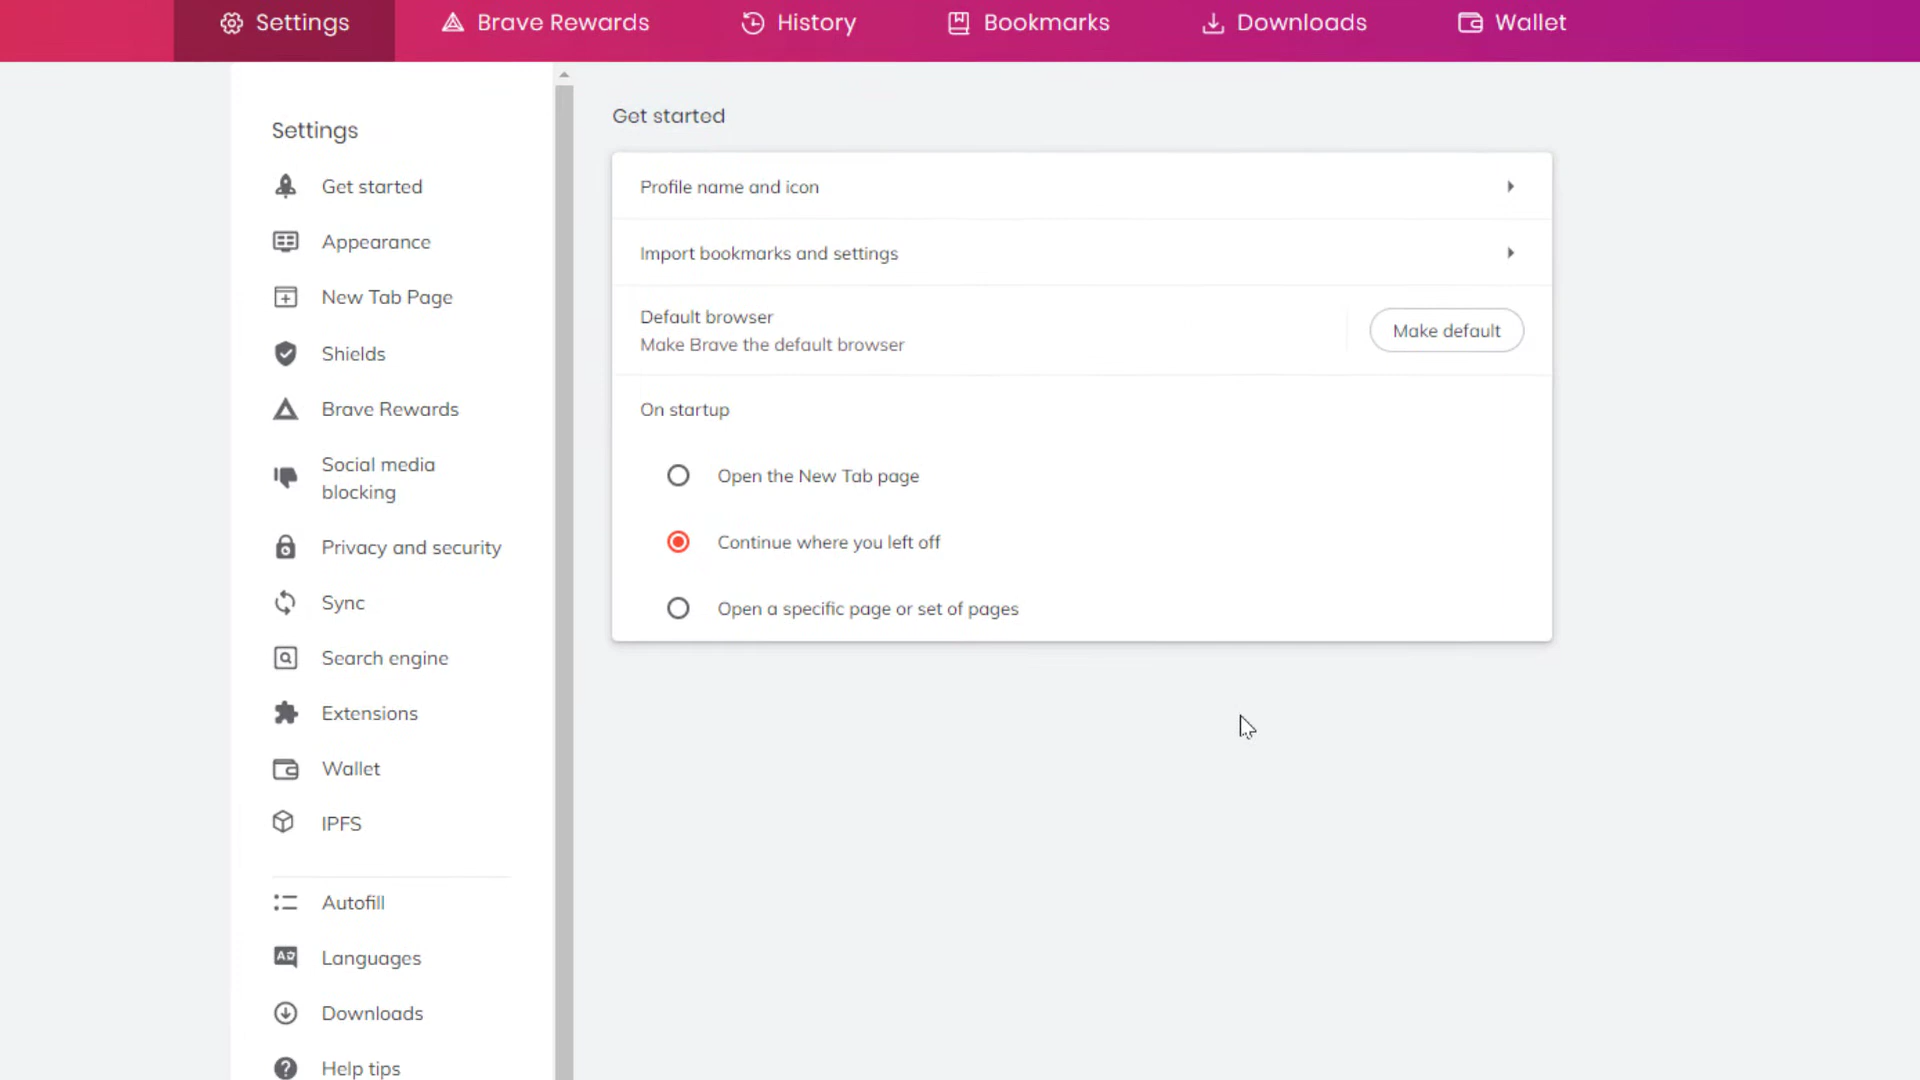 Settings
Brave Rewards
History
Bookmarks
Downloads
Wallet
Settings
Get started
Appearance
New Tab Page
Shields
Brave Rewards
Social media
blocking
Privacy and security
Sync
Search engine
Extensions
Wallet
IPFS
Autofill
Languages
Downloads
Help tips
Get started
Profile name and icon
Import bookmarks and settings
Default browser
Make Brave the default browser
Make default
On startup
Open the New Tab page
Continue where you left off
Open a specific page or set of pages